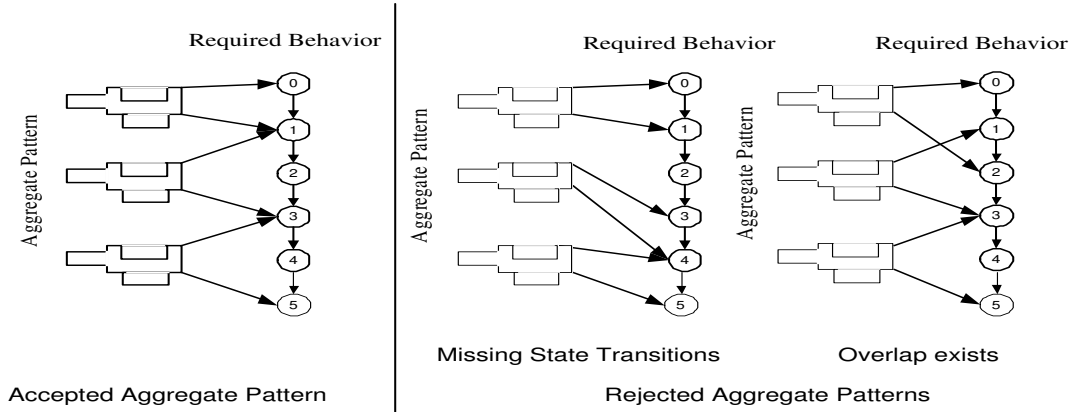 Required Behavior
Aggregate Pattern
0
1
2
3
4
5
Accepted Aggregate Pattern
Required Behavior
Aggregate Pattern
0
1
2
3
4
5
Missing State Transitions
Required Behavior
Aggregate Pattern
0
1
2
3
4
5
Overlap exists
Rejected Aggregate Patterns